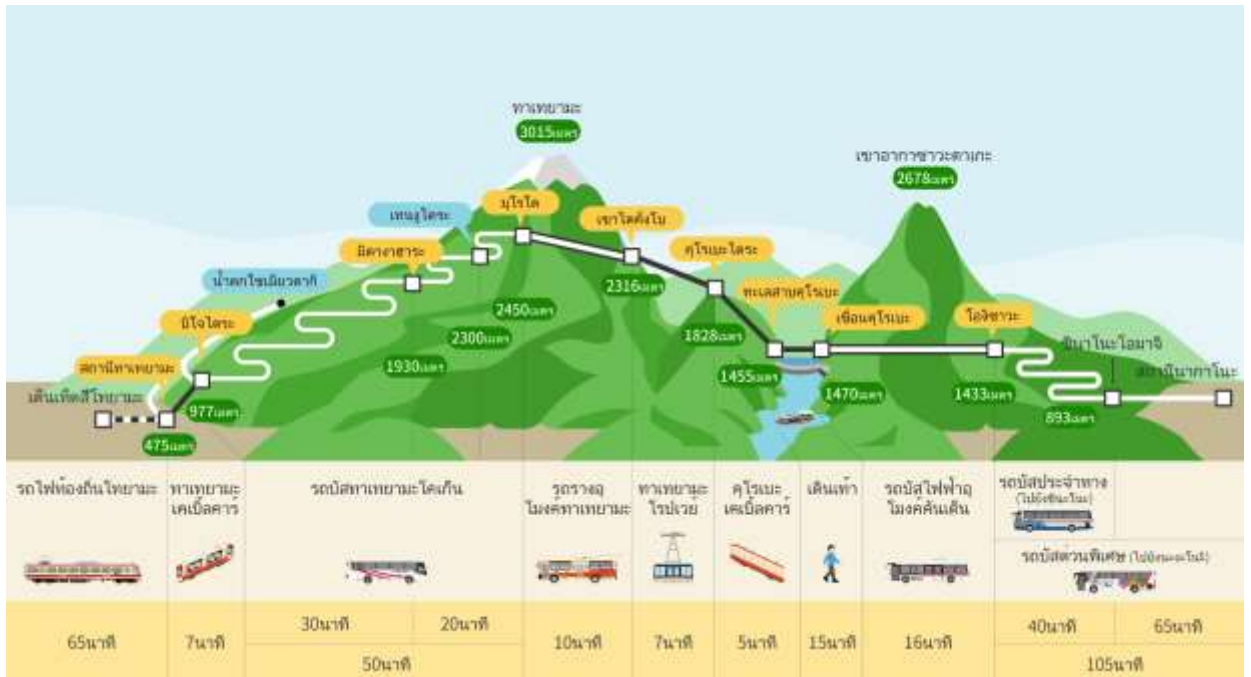 ทาเทยามะ
3015เมตร
เขาอากาซาวะดาเกะ
2678เมตร
มุโรโด
เทนงูไดระ
เขาไดคังโบ
มิดางาฮาระ
คุโรเบะไดระ
น้ำตกโชเมียวดากิ
2316เมตร
ทะเลสาบคุโรเบะ
2450เมตร
บิโจไดระ
เขื่อนคุโรเบะ
โอกิซาวะ
2300เมตร
1828เมตร
ชินาโนะโอมาจิ
สถานีทาเทยามะ
1930เมตร
1455เมตร
สถานีนากาโนะ
เด็นเท็ตสึโทยามะ
977เมตร
1470เมตร
1433เมตร
893เมตร
475เมตร
รถไฟท้องถิ่นโทยามะ
ทาเทยามะ
เคเบิ้ลคาร์
รถบัสทาเทยามะโคเก็น
รถรางอุ
โมงค์ทาเทยามะ
ทาเทยามะ
โรปเวย์
คุโรเบะ
เคเบิ้ลคาร์
เดินเท้า
รถบัสไฟฟ้าอุ
โมงค์คันเด็น
รถบัสประจำทาง
รถบัสด่วนพิเศษ
65นาที
7นาที
30นาที
20นาที
50นาที
10นาที
7นาที
5นาที
15นาที
16นาที
40นาที
65นาที
105นาที